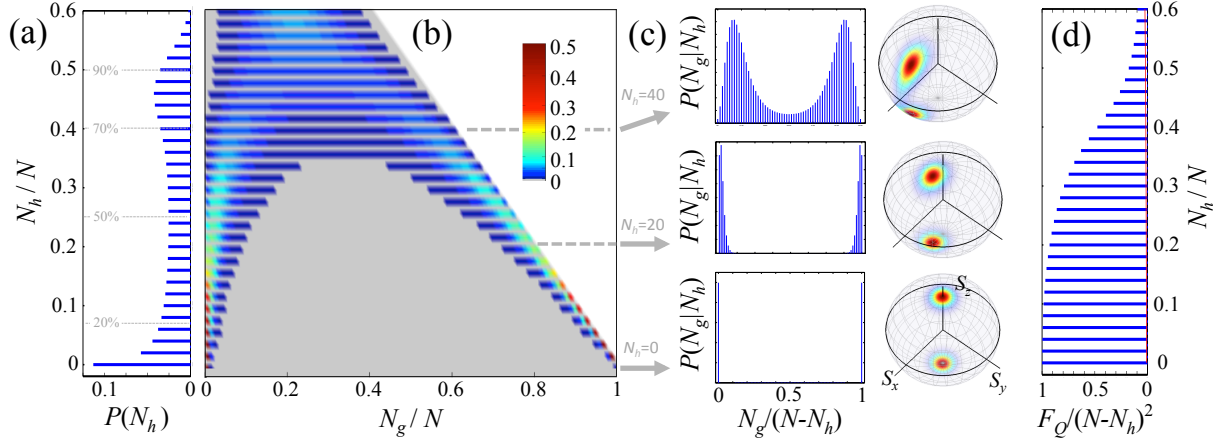 (a)
0.6
0.5
0.4
0.3
0.2
0.1
0
N_h / N
90%
70%
50%
20%
0.1
0
P(N_h)
(b)
0.5
0.4
0.3
0.2
0.1
0
0
0.2
0.4
0.6
0.8
1
N_g / N
N_h=40
N_h=20
N_h=0
(c)
P(N_g|N_h)
P(N_g|N_h)
P(N_g|N_h)
0
0.5
1
N_g/(N-N_h)
S_z
S_x
S_y
(d)
0.6
0.5
0.4
0.3
0.2
0.1
0
N_h / N
1
0.5
0
F_Q/(N-N_h)^2